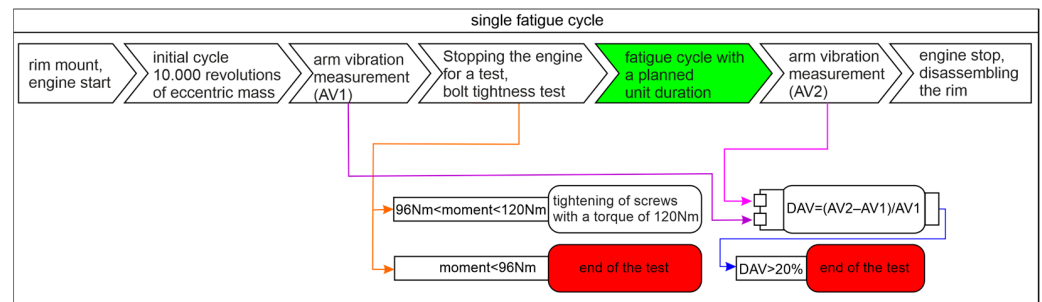 single fatigue cycle
rim mount,
engine start
initial cycle
10.000 revolutions
of eccentric mass
arm vibration
measurement
(AV1)
Stopping the engine
for a test,
bolt tightness test
fatigue cycle with
a planned
unit duration
arm vibration
measurement
(AV2)
engine stop,
disassembling
the rim
96Nm<moment<120Nm
tightening of screws
with a torque of 120Nm
DAV=(AV2–AV1)/AV1
moment<96Nm
end of the test
DAV>20%
end of the test